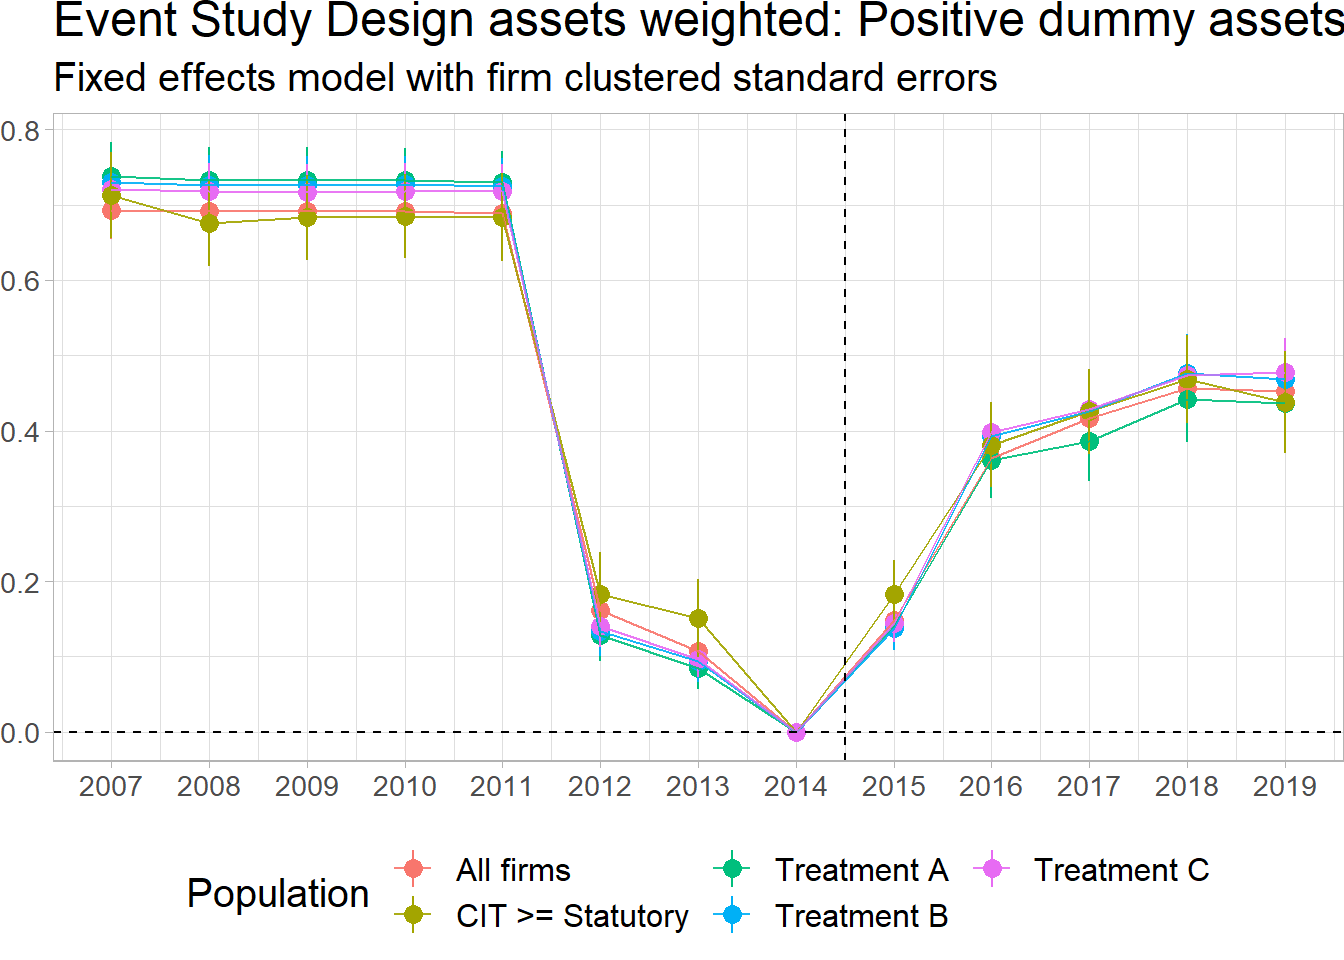 Event Study Design assets weighted: Positive dummy assets
Fixed effects model with firm clustered standard errors
0.8
0.6
0.4
0.2
0.0
2007 2008 2009 2010 2011 2012 2013 2014 2015 2016 2017 2018 2019
Population
All firms Treatment A Treatment C
CIT >= Statutory Treatment B